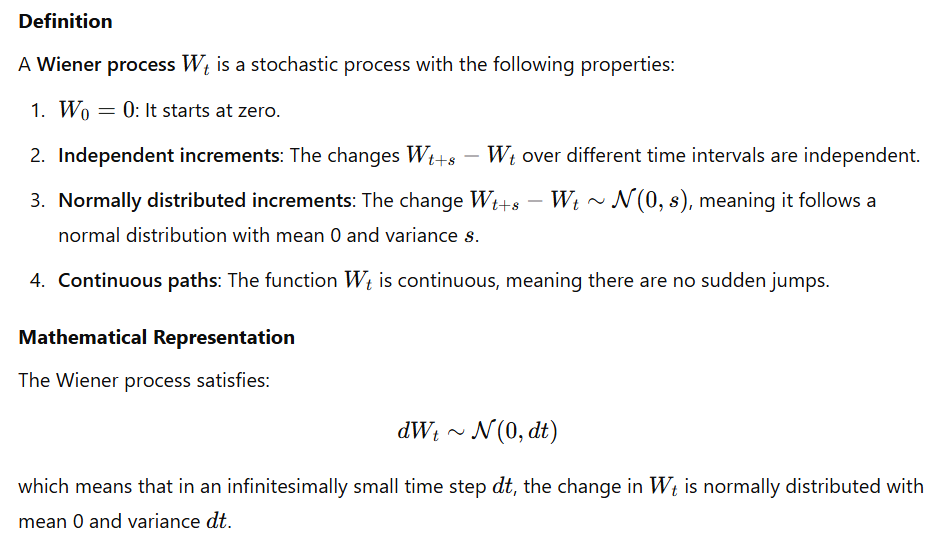 Definition
A Wiener process $W_t$ is a stochastic process with the following properties:
1. $W_0 = 0$: It starts at zero.
2. Independent increments: The changes $W_{t+s} - W_t$ over different time intervals are independent.
3. Normally distributed increments: The change $W_{t+s} - W_t \sim \mathcal{N}(0, s)$, meaning it follows a
normal distribution with mean 0 and variance $s$.
4. Continuous paths: The function $W_t$ is continuous, meaning there are no sudden jumps.
Mathematical Representation
The Wiener process satisfies:
$dW_t \sim \mathcal{N}(0, dt)$
which means that in an infinitesimally small time step $dt$, the change in $W_t$ is normally distributed with
mean 0 and variance $dt$.